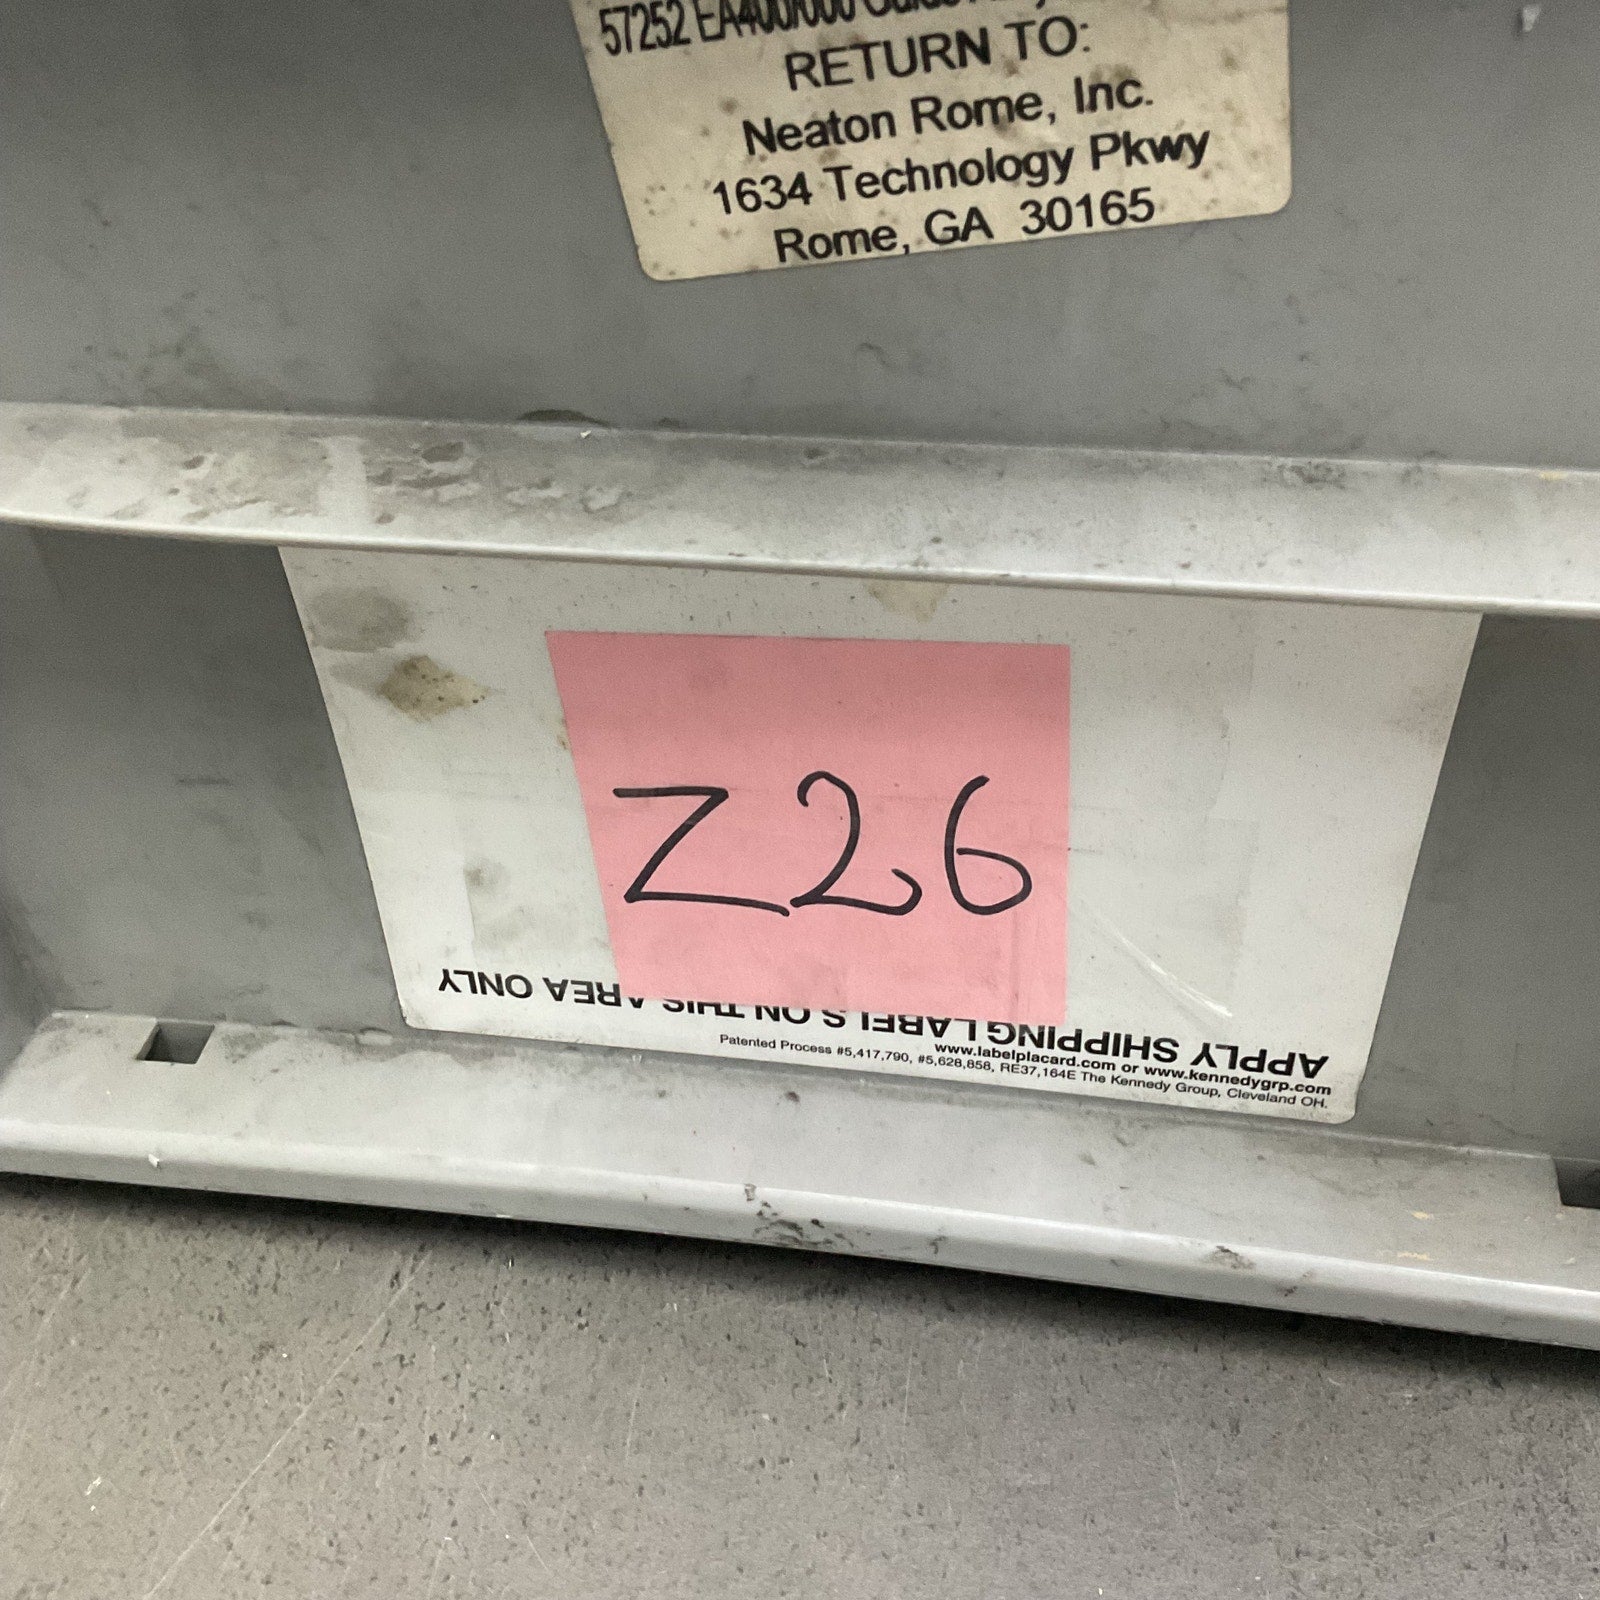 57252
RETURN TO:
Neaton Rome, Inc.
1634 Technology Pkwy
Rome, GA 30165
Z26
APPLY SHIPPING LABELS ON THIS AREA ONLY
www.labelplacard.com or www.kennedygrp.com
Patented Process #5,417,790, #5,628,858, RE37,164E The Kennedy Group, Cleveland OH.